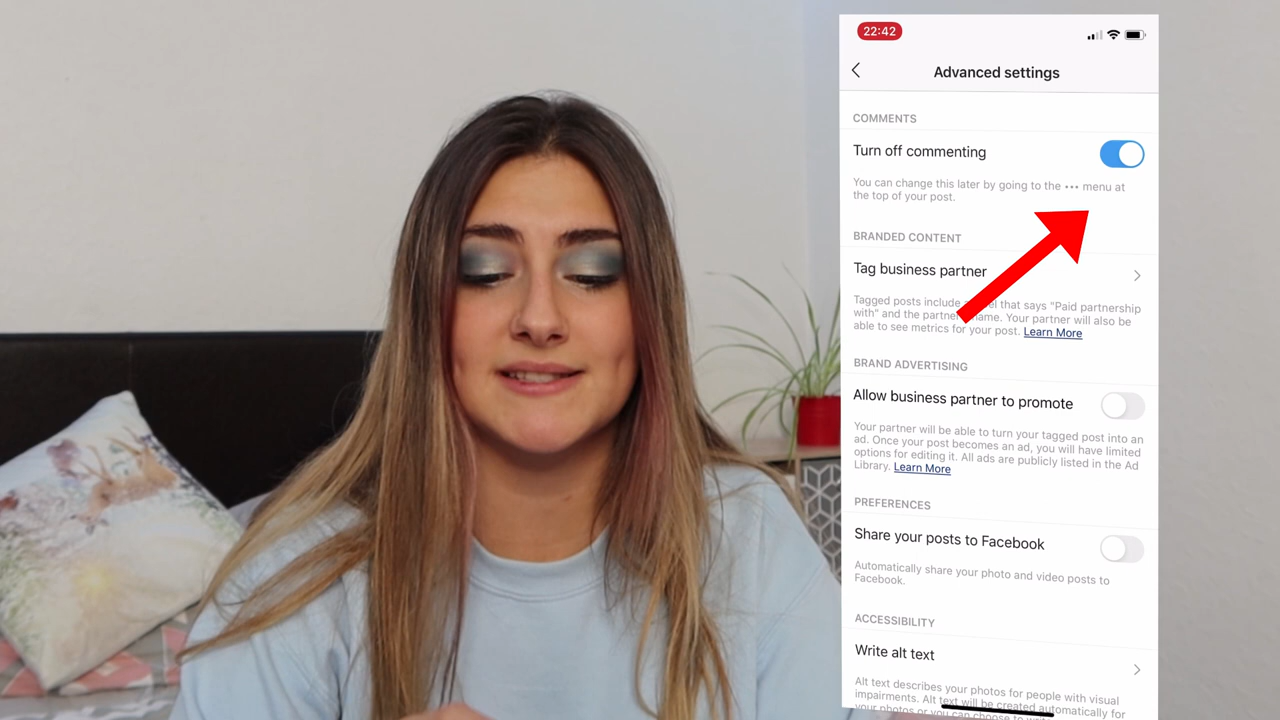 22:42
Advanced settings
COMMENTS
Turn off commenting
You can change this later by going to the ••• menu at
the top of your post.
BRANDED CONTENT
Tag business partner
Tagged posts include a that says "Paid partnership
with" and the partner name. Your partner will also be
able to see metrics for your post. Learn More
BRAND ADVERTISING
Allow business partner to promote
Your partner will be able to turn your tagged post into an
ad. Once your post becomes an ad, you will have limited
options for editing it. All ads are publicly listed in the Ad
Library. Learn More
PREFERENCES
Share your posts to Facebook
Automatically share your photo and video posts to
Facebook.
ACCESSIBILITY
Write alt text
Alt text describes your photos for people with visual
impairments. Alt text will be created automatically for
your photos or you can choose to